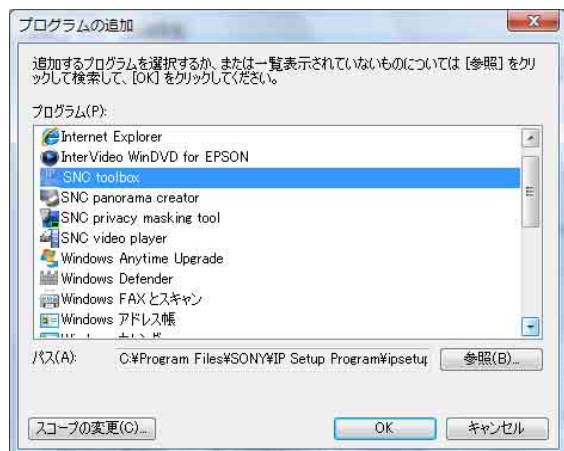 プログラムの追加
追加するプログラムを選択するか、または一覧表示されていないものについては [参照] をクリ
ックして検索して、[OK] をクリックしてください。
プログラム(P):
Internet Explorer
InterVideo WinDVD for EPSON
SNC toolbox
SNC panorama creator
SNC privacy masking tool
SNC video player
Windows Anytime Upgrade
Windows Defender
Windows FAX とスキャン
Windows アドレス帳
パス(A):
C:¥Program Files¥SONY¥IP Setup Program¥ipsetup
参照(B)...
スコープの変更(C)...
OK
キャンセル